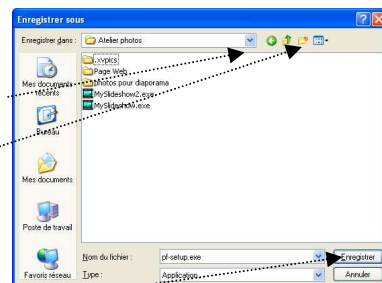 Enregistrer sous
Enregistrer dans :
Atelier photos
.xvpics
Page Web
photos pour diaporama
MySlideshow2.exe
MySlideshow.exe
Mes documents récents
Bureau
Mes documents
Poste de travail
Favoris réseau
Nom du fichier :
pf-setup.exe
Enregistrer
Type :
Application
Annuler